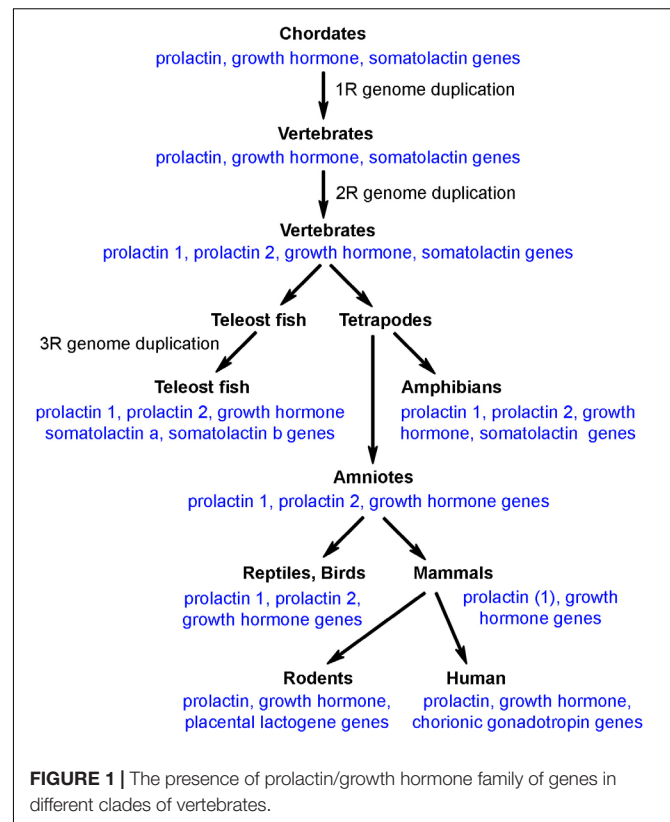 Chordates
prolactin, growth hormone, somatolactin genes
1R genome duplication
Vertebrates
prolactin, growth hormone, somatolactin genes
2R genome duplication
Vertebrates
prolactin 1, prolactin 2, growth hormone, somatolactin genes
Teleost fish
Tetrapodes
3R genome duplication
Teleost fish
prolactin 1, prolactin 2, growth hormone
somatolactin a, somatolactin b genes
Amphibians
prolactin 1, prolactin 2, growth
hormone, somatolactin genes
Amniotes
prolactin 1, prolactin 2, growth hormone genes
Reptiles, Birds
prolactin 1, prolactin 2,
growth hormone genes
Mammals
prolactin (1), growth
hormone genes
Rodents
prolactin, growth hormone,
placental lactogene genes
Human
prolactin, growth hormone,
chorionic gonadotropin genes
FIGURE 1 | The presence of prolactin/growth hormone family of genes in
different clades of vertebrates.